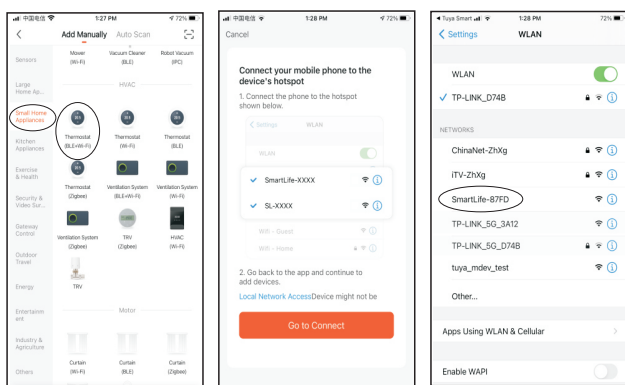 中国电信 1:27 PM 72%
Add Manually Auto Scan
Sensors
Large
Home Ap...
Small Home
Appliances
Kitchen
Appliances
Exercise
& Health
Security &
Video Sur...
Gateway
Control
Outdoor
Travel
Energy
Entertainm
ent
Industry &
Agriculture
Others
Mower
(Wi-Fi)
Vacuum Cleaner
(BLE)
Robot Vacuum
(IPC)
HVAC
Thermostat
(BLE+Wi-Fi)
Thermostat
(Wi-Fi)
Thermostat
(BLE+Wi-Fi)
Thermostat
(Zigbee)
Ventilation System
(BLE+Wi-Fi)
Ventilation System
(Wi-Fi)
Ventilation System
(Zigbee)
TRV
(Zigbee)
HVAC
(Wi-Fi)
TRV
Motor
Curtain
(Wi-Fi)
Curtain
(BLE)
Curtain
(Zigbee)
中国电信 1:28 PM 72%
Cancel
Connect your mobile phone to the
device's hotspot
1. Connect the phone to the hotspot
shown below.
Settings WLAN
WLAN
SmartLife-XXXX
SL-XXXX
Wifi - Guest
Wifi - Home
2. Go back to the app and continue to
add devices.
Local Network AccessDevice might not be
Go to Connect
Tuya Smart 1:28 PM 72%
Settings WLAN
WLAN
TP-LINK_D74B
NETWORKS
ChinaNet-ZhXg
iTV-ZhXg
SmartLife-87FD
TP-LINK_5G_3A12
TP-LINK_5G_D74B
tuya_mdev_test
Other...
Apps Using WLAN & Cellular
Enable WAPI